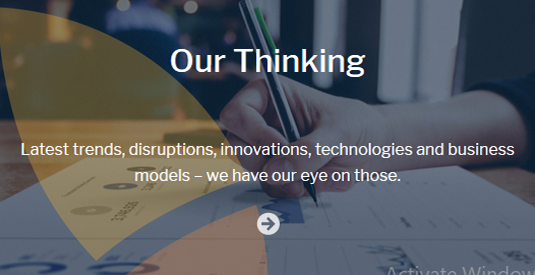 Our Thinking
Latest trends, disruptions, innovations, technologies and business
models – we have our eye on those.
Activate Window